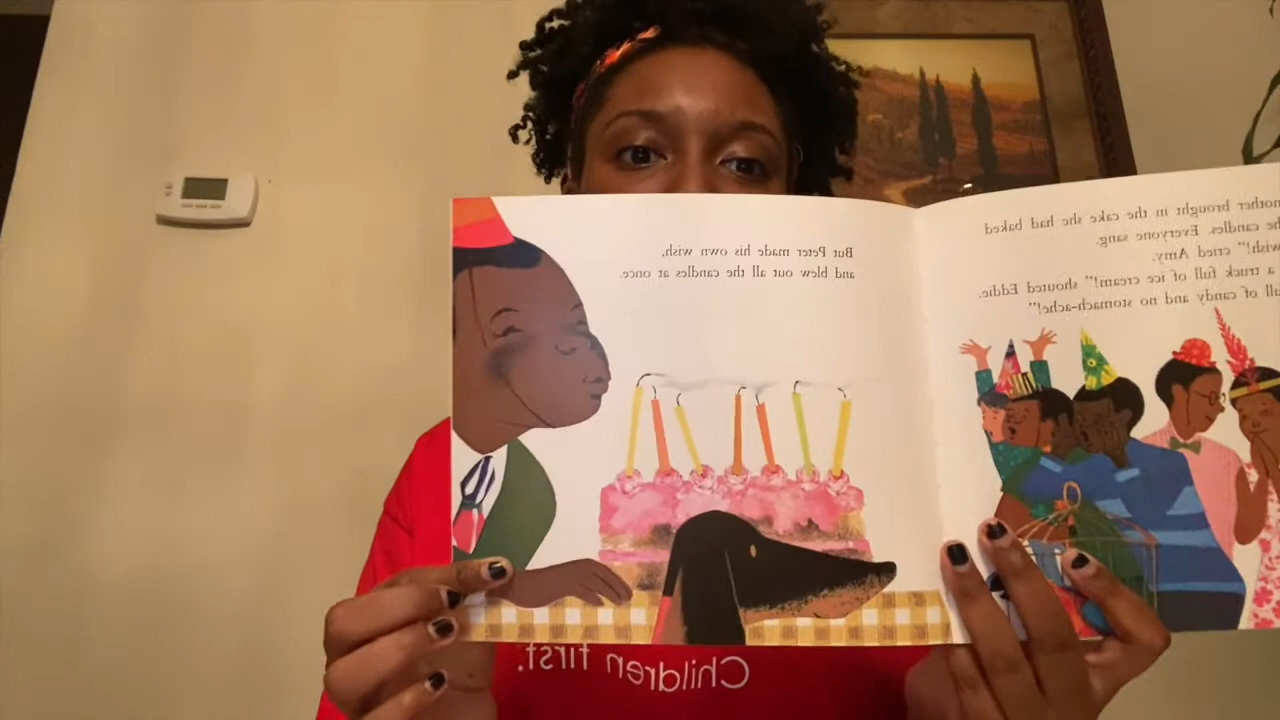 mother brought in the cake she had baked
candles. Everyone sang.
wish!” cried Amy.
a truck full of ice cream!” shouted Eddie.
of candy and no stomach-ache!”
But Peter made his own wish,
and blew out all the candles at once.
Children first.